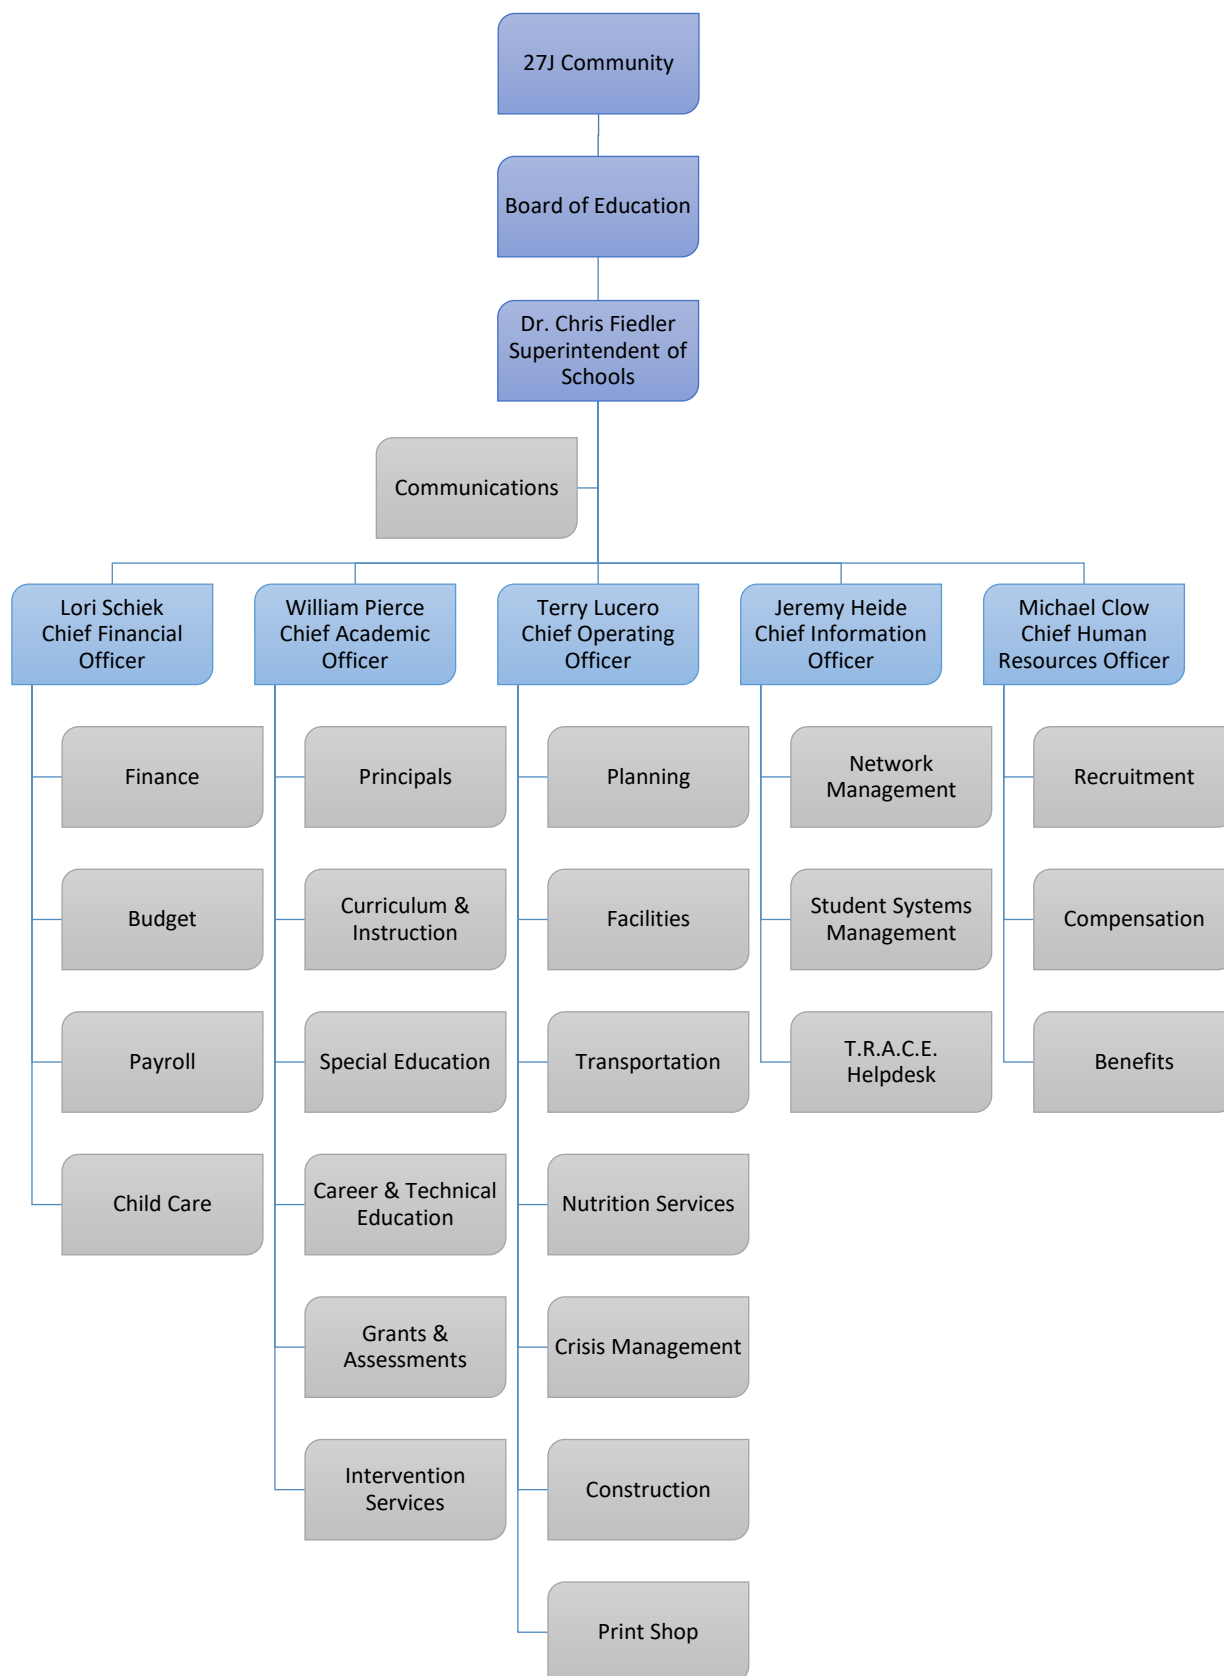 27J Community
Board of Education
Dr. Chris Fiedler
Superintendent of
Schools
Communications
Lori Schiek
Chief Financial
Officer
William Pierce
Chief Academic
Officer
Terry Lucero
Chief Operating
Officer
Jeremy Heide
Chief Information
Officer
Michael Clow
Chief Human
Resources Officer
Finance
Budget
Payroll
Child Care
Principals
Curriculum &
Instruction
Special Education
Career & Technical
Education
Grants &
Assessments
Intervention
Services
Planning
Facilities
Transportation
Nutrition Services
Crisis Management
Construction
Print Shop
Network
Management
Student Systems
Management
T.R.A.C.E.
Helpdesk
Recruitment
Compensation
Benefits